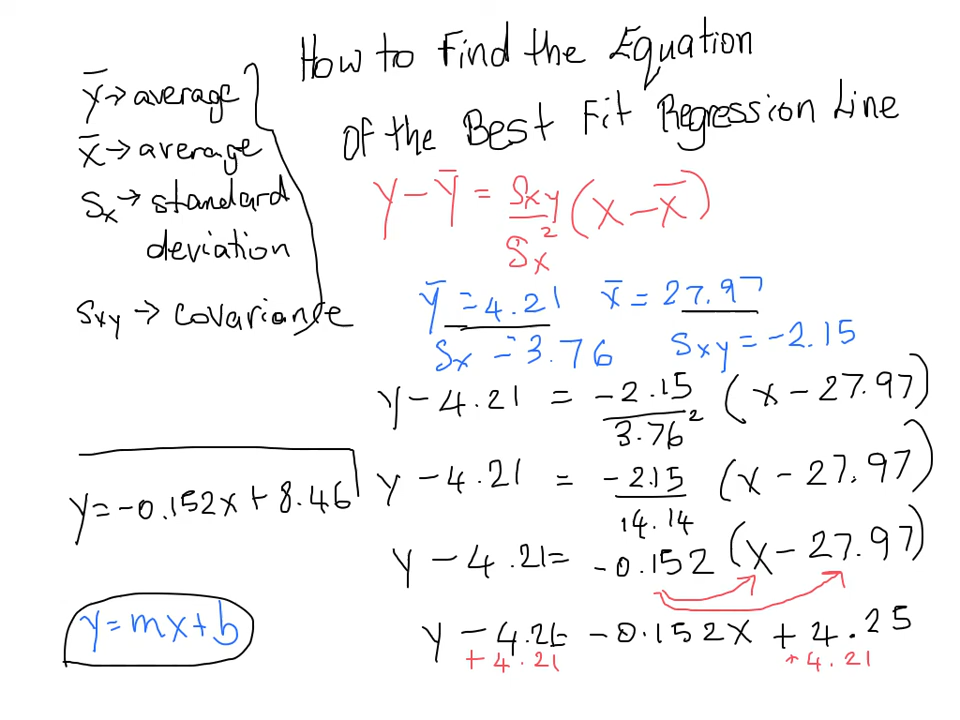 How to Find the Equation
Of the Best Fit Regression Line
ȳ → average
x̄ → average
Sx → standard
deviation
Sxy → covariance
y - ȳ = Sxy/Sx² (x - x̄)
ȳ = 4.21 x̄ = 27.97
Sx = 3.76 Sxy = -2.15
y - 4.21 = -2.15/3.76² (x - 27.97)
y - 4.21 = -2.15/14.14 (x - 27.97)
y - 4.21 = -0.152 (x - 27.97)
y - 4.21 = -0.152x + 4.25
+ 4.21 + 4.21
y = -0.152x + 8.46
y = mx + b